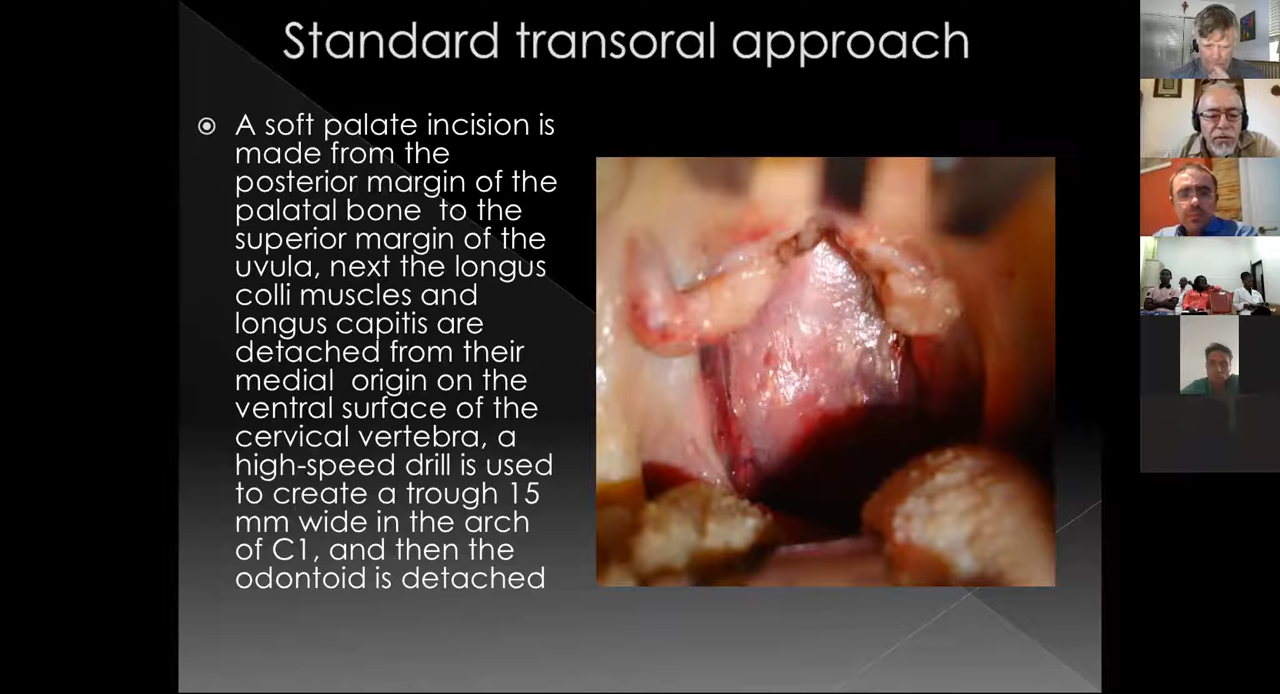 Standard transoral approach
A soft palate incision is
made from the
posterior margin of the
palatal bone  to the
superior margin of the
uvula, next the longus
colli muscles and
longus capitis are
detached from their
medial  origin on the
ventral surface of the
cervical vertebra, a
high-speed drill is used
to create a trough 15
mm wide in the arch
of C1, and then the
odontoid is detached